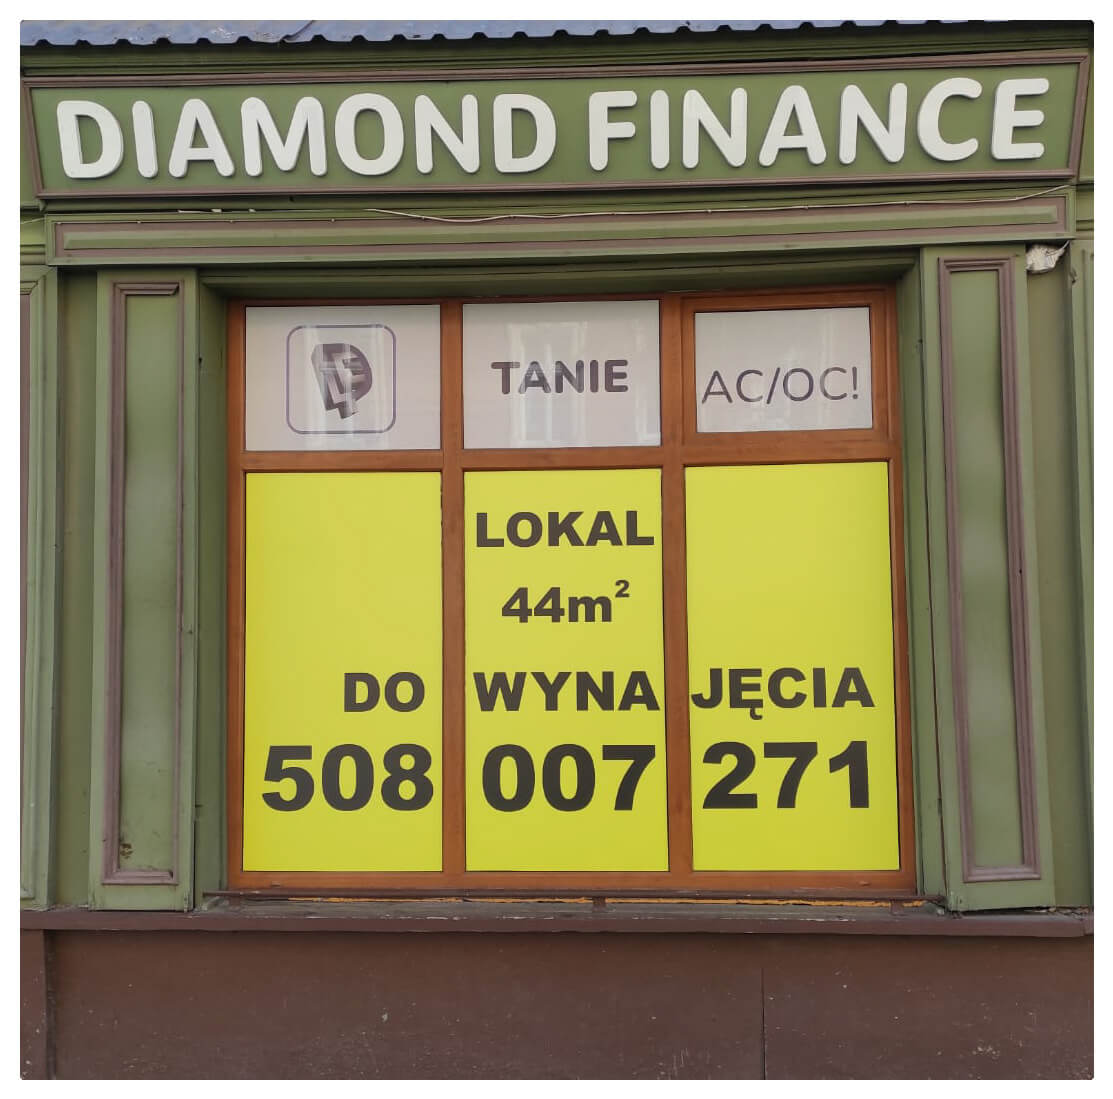 DIAMOND FINANCE
TANIE AC/OC!
LOKAL
44m²
DO WYNAJĘCIA
508 007 271